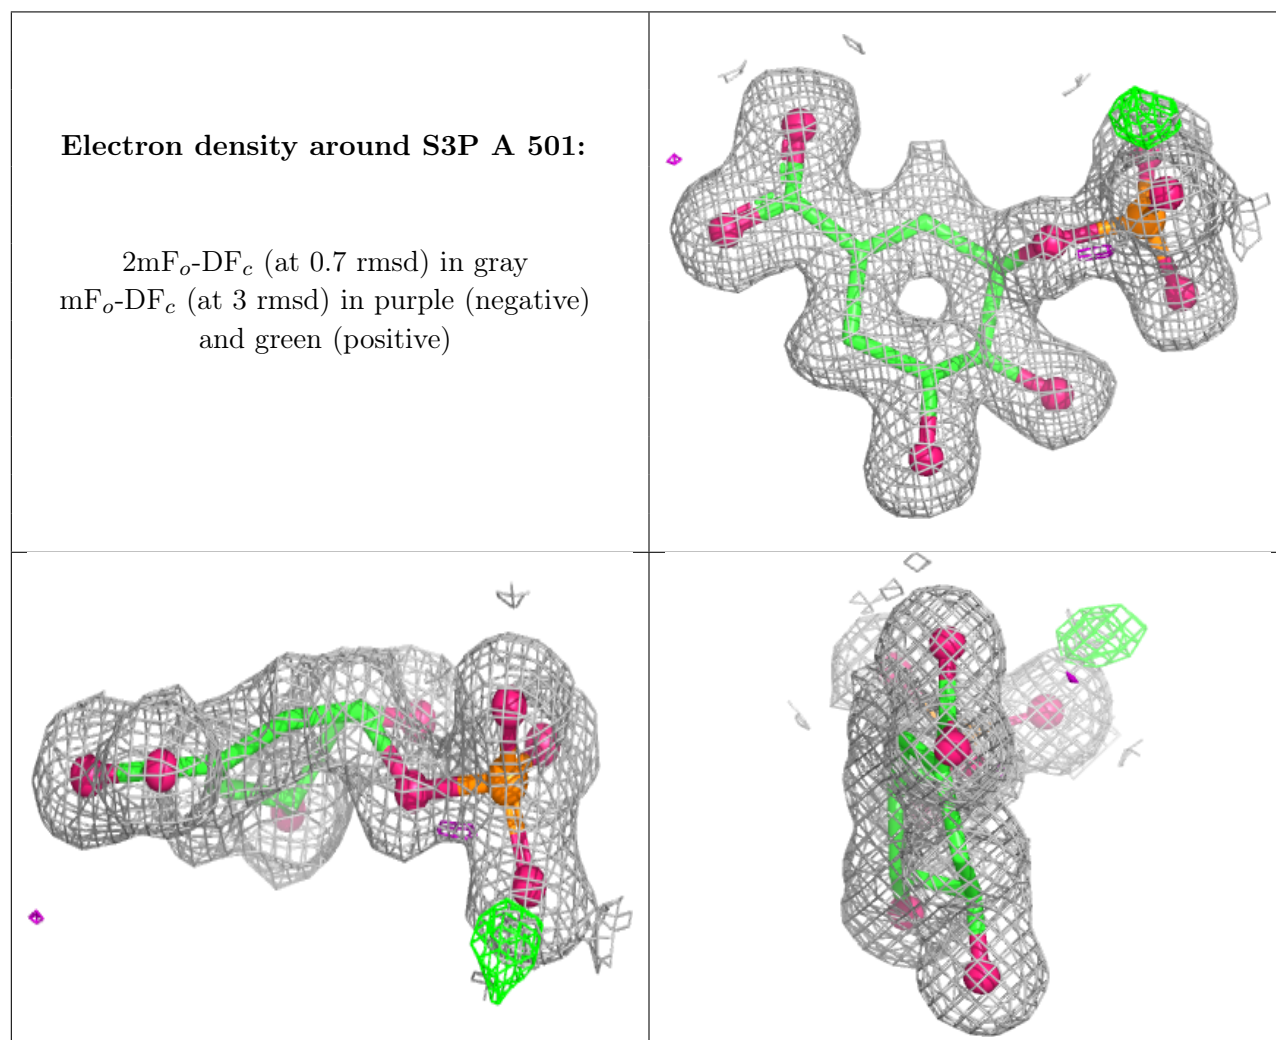 Electron density around S3P A 501:
2mFo-DFc (at 0.7 rmsd) in gray
mFo-DFc (at 3 rmsd) in purple (negative)
and green (positive)